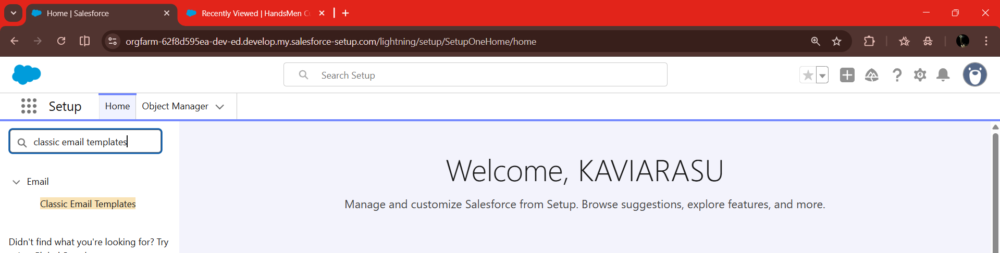 Home | Salesforce
Recently Viewed | HandsMen
orgfarm-62f8d595ea-dev-ed.develop.my.salesforce-setup.com/lightning/setup/SetupOneHome/home
Search Setup
Setup
Home
Object Manager
classic email templates
Email
Classic Email Templates
Didn't find what you're looking for? Try
Welcome, KAVIARASU
Manage and customize Salesforce from Setup. Browse suggestions, explore features, and more.